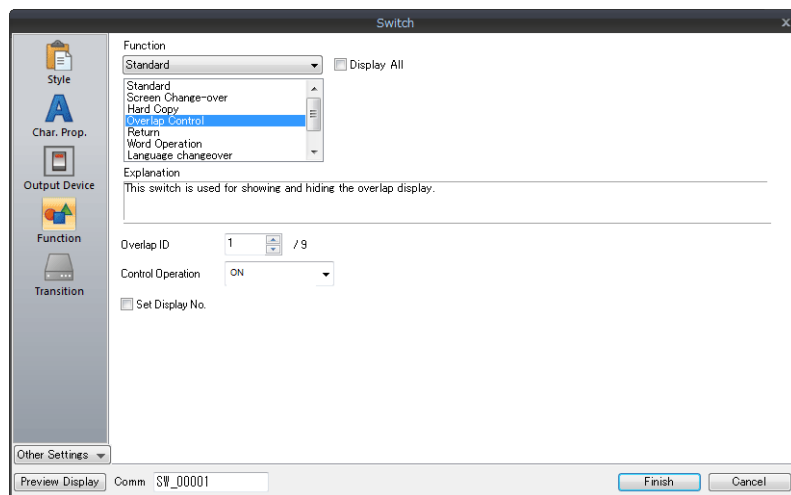 Switch
x
Function
Standard
Display All
Standard
Screen Change-over
Hard Copy
Overlap Control
Return
Word Operation
Language changeover
Explanation
This switch is used for showing and hiding the overlap display.
Style
Char. Prop.
Output Device
Function
Transition
Overlap ID 1 / 9
Control Operation ON
Set Display No.
Other Settings
Preview Display Comm SW_00001 Finish Cancel